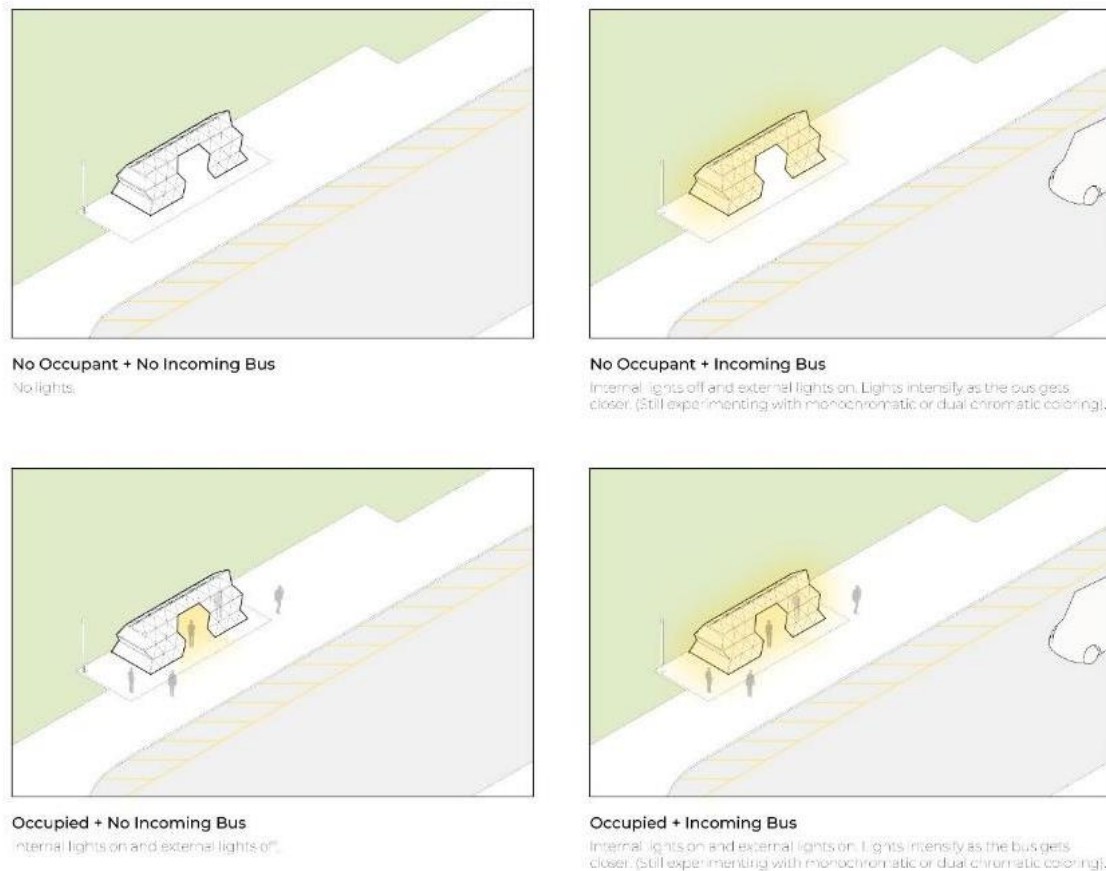 No Occupant + No Incoming Bus
No lights.
No Occupant + Incoming Bus
Internal lights off and external lights on. Lights intensify as the bus gets
closer. (Still experimenting with monochromatic or dual chromatic coloring).
Occupied + No Incoming Bus
Internal lights on and external lights off.
Occupied + Incoming Bus
Internal lights on and external lights on. Lights intensify as the bus gets
closer. (Still experimenting with monochromatic or dual chromatic coloring).